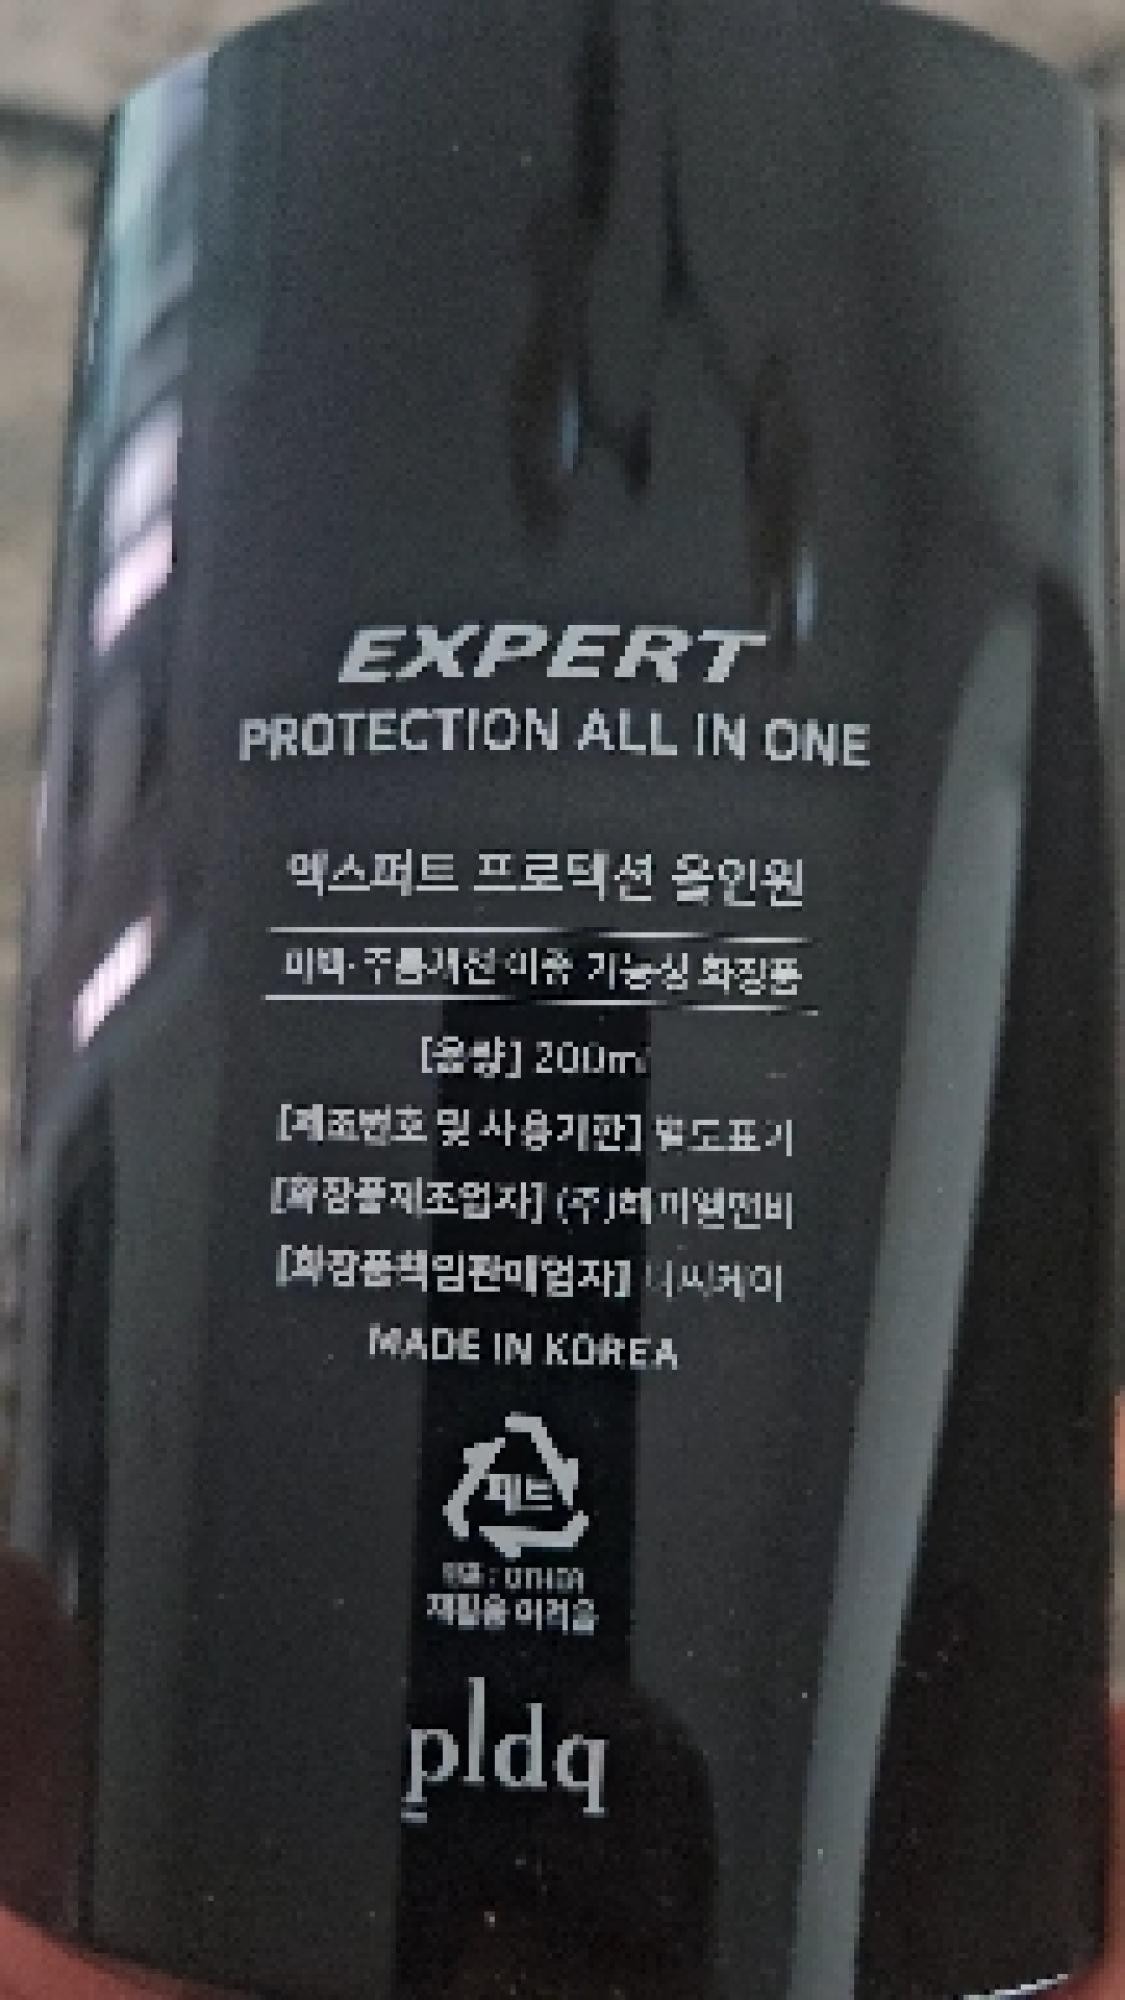 EXPERT
PROTECTION ALL IN ONE
엑스퍼트 프로텍션 올인원
미백·주름개선 이중 기능성 화장품
[용량] 200ml
[제조번호 및 사용기한] 별도표기
[화장품제조업자]
[화장품책임판매업자]
MADE IN KOREA
페트
OTHER
재활용 어려움
pldq